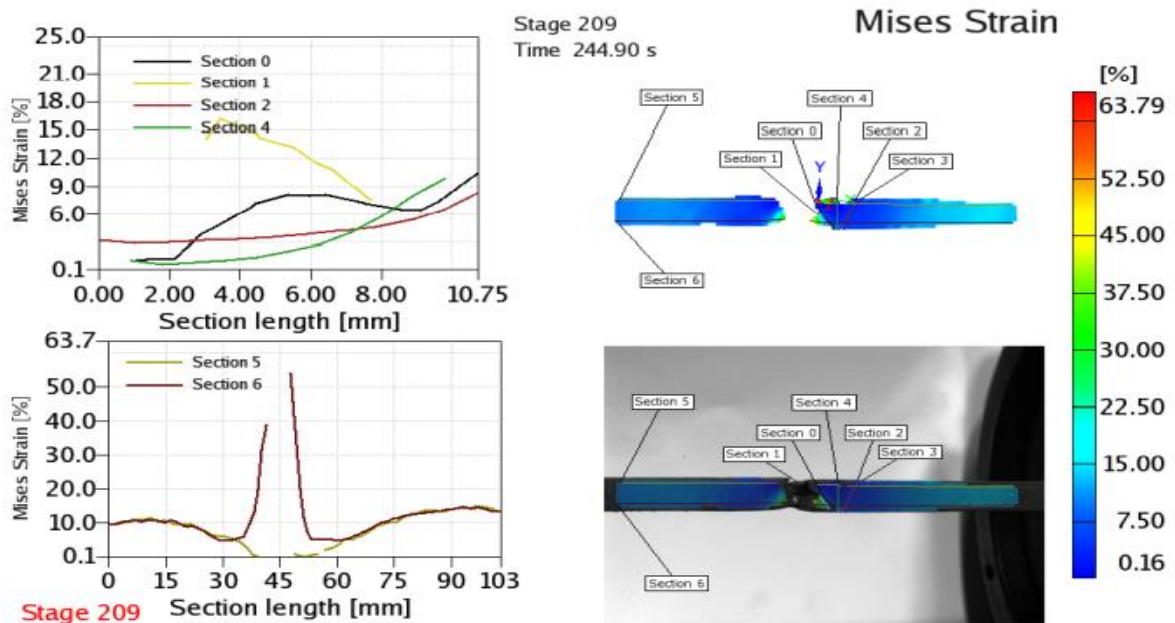 Stage 209
Time 244.90 s
Mises Strain
25.0
21.0
18.0
15.0
12.0
9.0
6.0
0.1
Mises Strain [%]
Section 0
Section 1
Section 2
Section 4
0.00 2.00 4.00 6.00 8.00 10.75
Section length [mm]
Section 5
Section 4
Section 0
Section 2
Section 1
Section 3
Y
Section 6
[%]
63.79
52.50
45.00
37.50
30.00
22.50
15.00
7.50
0.16
63.7
50.0
40.0
30.0
20.0
10.0
0.1
Mises Strain [%]
Section 5
Section 6
0 15 30 45 60 75 90 103
Section length [mm]
Stage 209
Section 5
Section 4
Section 0
Section 2
Section 1
Section 3
Section 6